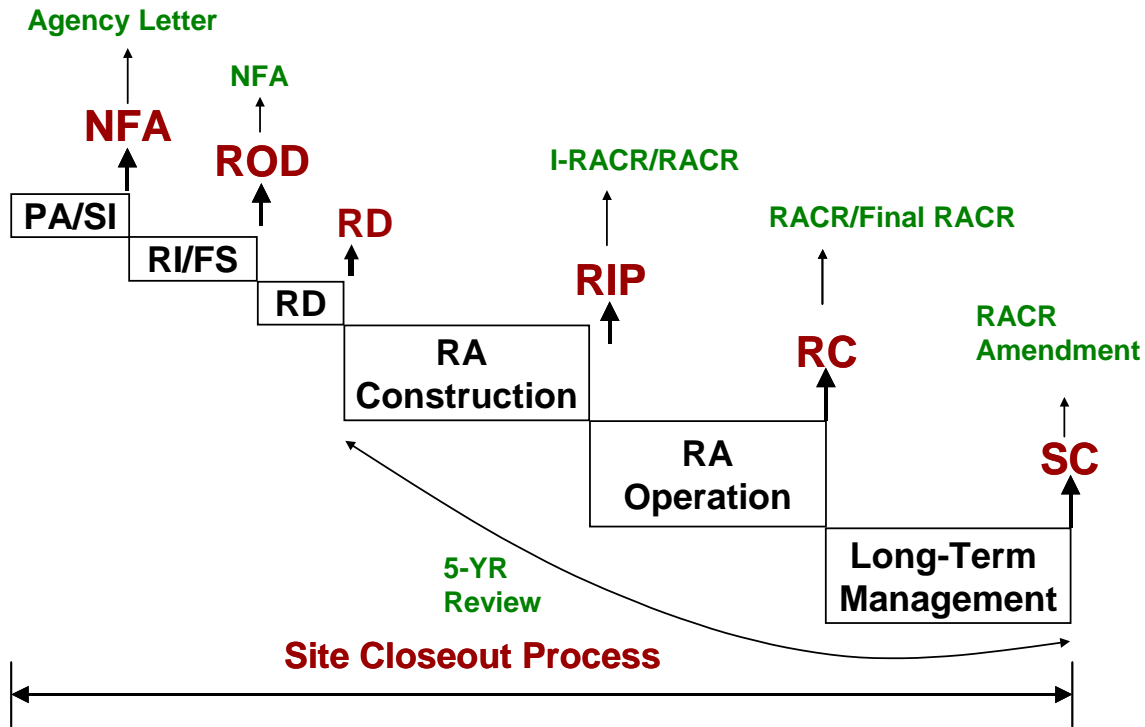 Agency Letter
NFA
NFA
ROD
I-RACR/RACR
PA/SI
RD
RACR/Final RACR
RI/FS
RIP
RD
RACR
Amendment
RA
Construction
RC
SC
RA
Operation
5-YR
Review
Long-Term
Management
Site Closeout Process